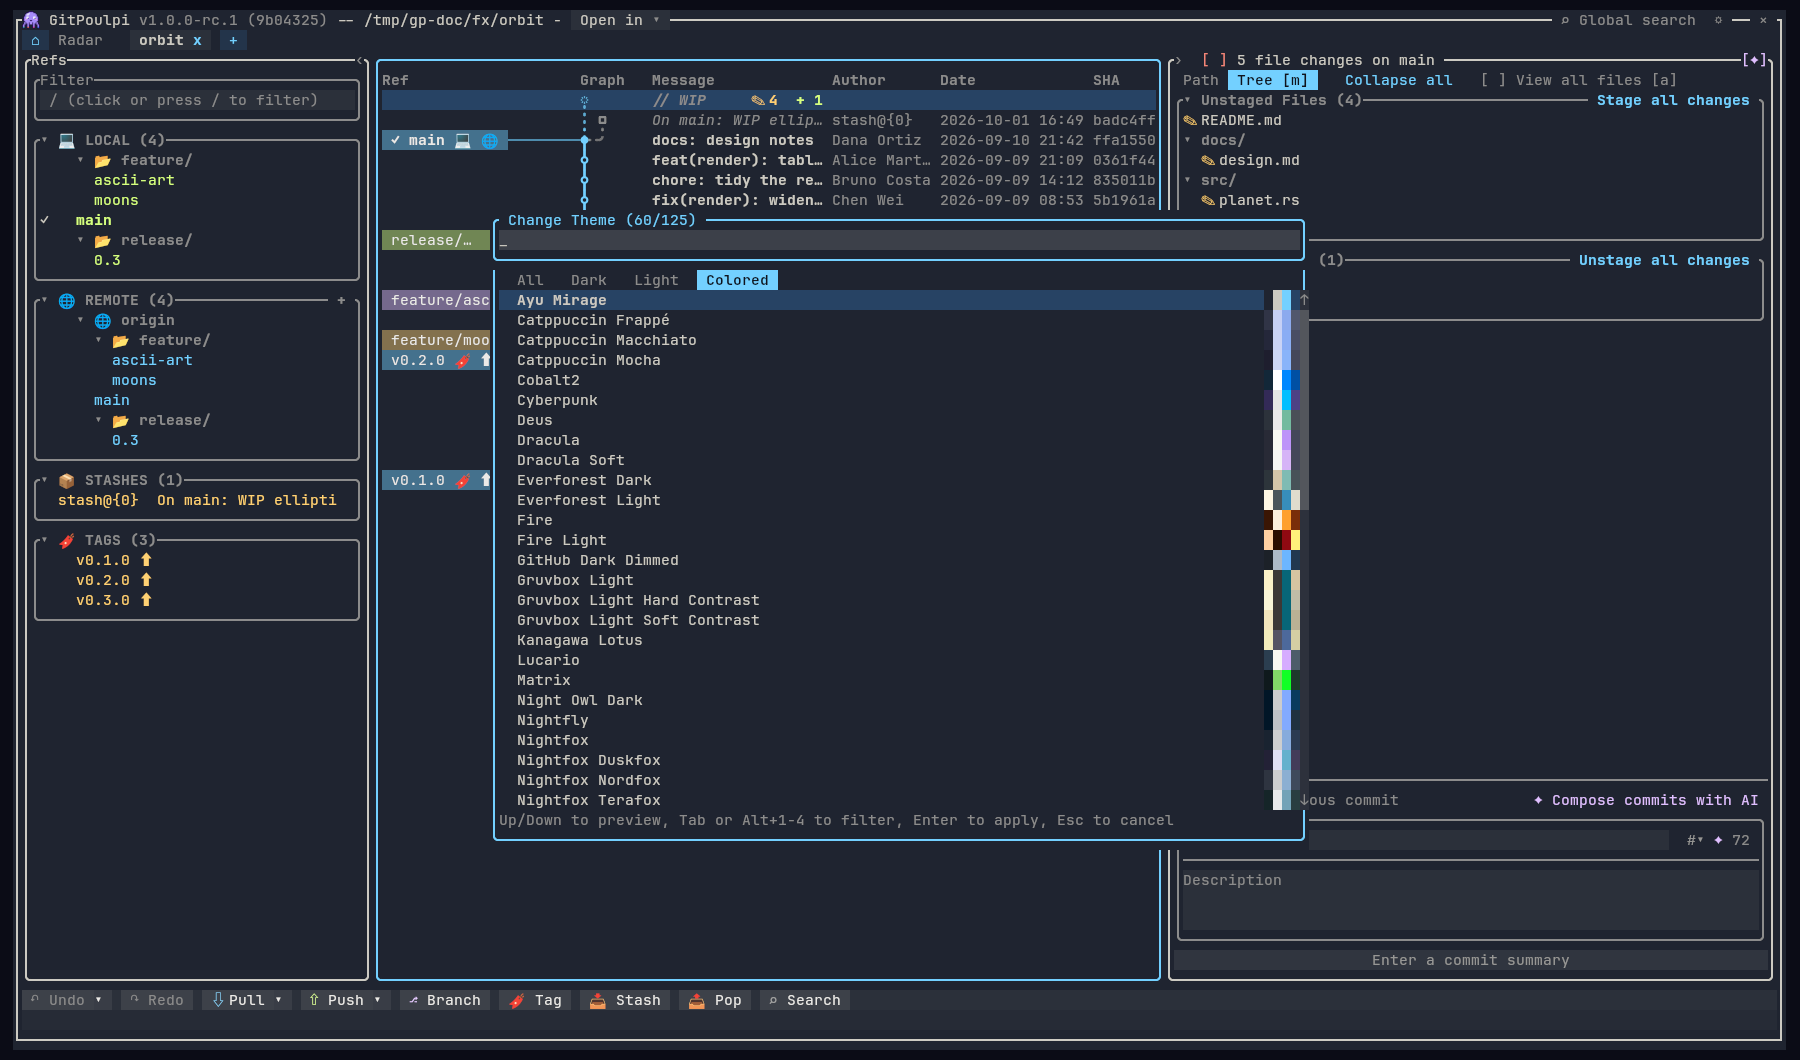 GitPoulpi v1.0.0-rc.1 (9b04325) -- /tmp/gp-doc/fx/orbit - Open in ▾ ⌕ Global search ☼ ✕
⌂ Radar orbit x +
Refs
Filter
/ (click or press / to filter)
LOCAL (4)
feature/
ascii-art
moons
✓ main
release/
0.3
REMOTE (4) +
origin
feature/
ascii-art
moons
main
release/
0.3
STASHES (1)
stash@{0} On main: WIP ellipti
TAGS (3)
v0.1.0 ⬆
v0.2.0 ⬆
v0.3.0 ⬆
Ref Graph Message Author Date SHA
// WIP ✎ 4 + 1
On main: WIP ellip… stash@{0} 2026-10-01 16:49 badc4ff
✓ main docs: design notes Dana Ortiz 2026-09-10 21:42 ffa1550
feat(render): tabl… Alice Mart… 2026-09-09 21:09 0361f44
chore: tidy the re… Bruno Costa 2026-09-09 14:12 835011b
fix(render): widen… Chen Wei 2026-09-09 08:53 5b1961a
release/…
feature/asc
feature/moo
v0.2.0 ⬆
v0.1.0 ⬆
Change Theme (60/125)
_
All Dark Light Colored
Ayu Mirage
Catppuccin Frappé
Catppuccin Macchiato
Catppuccin Mocha
Cobalt2
Cyberpunk
Deus
Dracula
Dracula Soft
Everforest Dark
Everforest Light
Fire
Fire Light
GitHub Dark Dimmed
Gruvbox Light
Gruvbox Light Hard Contrast
Gruvbox Light Soft Contrast
Kanagawa Lotus
Lucario
Matrix
Night Owl Dark
Nightfly
Nightfox
Nightfox Duskfox
Nightfox Nordfox
Nightfox Terafox
Up/Down to preview, Tab or Alt+1-4 to filter, Enter to apply, Esc to cancel
[ ] 5 file changes on main [✦]
Path Tree [m] Collapse all [ ] View all files [a]
Unstaged Files (4) Stage all changes
README.md
docs/
design.md
src/
planet.rs
(1) Unstage all changes
ous commit ✦ Compose commits with AI
#▾ ✦ 72
Description
Enter a commit summary
↶ Undo ▾ ↷ Redo ⇩ Pull ▾ ⇧ Push ▾ Branch Tag Stash Pop ⌕ Search